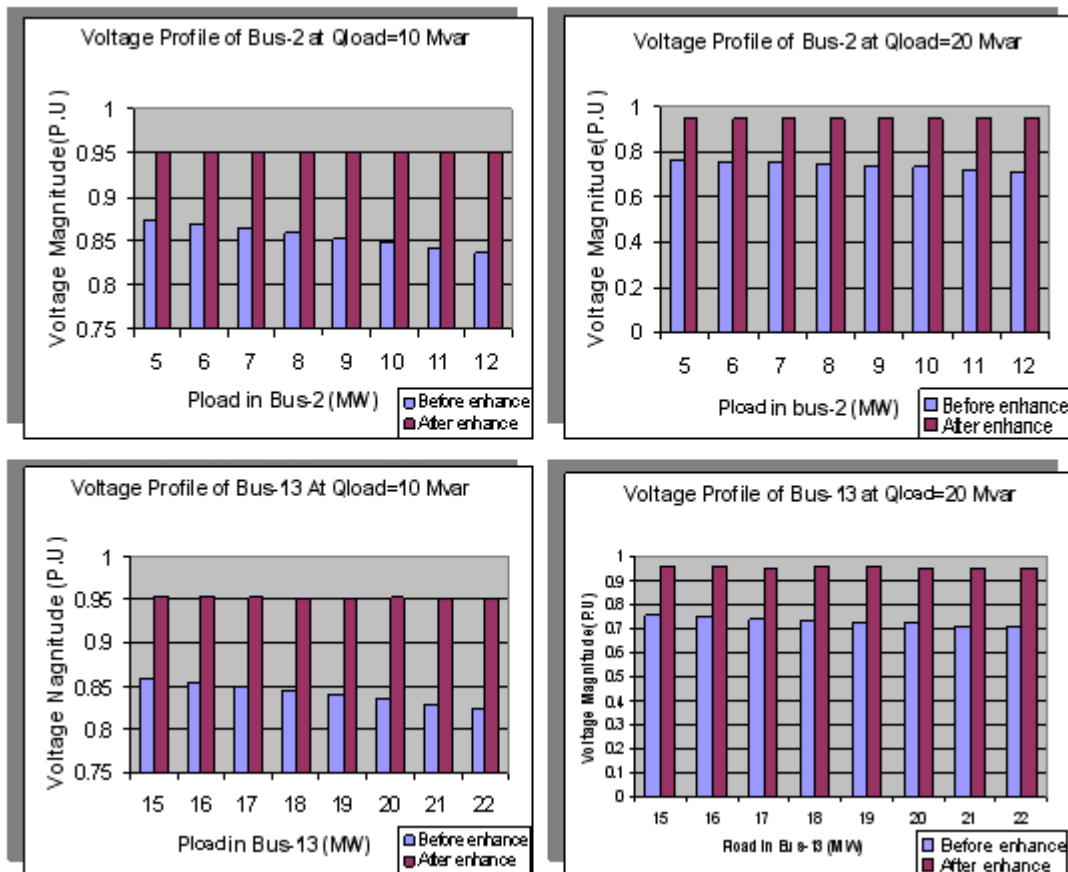 Voltage Profile of Bus-2 at Qload=10 Mvar
Voltage Magnitude(P.U)
1
0.95
0.9
0.85
0.8
0.75
5 6 7 8 9 10 11 12
Pload in Bus-2 (MW)
Before enhance
After enhance
Voltage Profile of Bus-2 at Qload=20 Mvar
Voltage Magnitude(P.U)
1
0.8
0.6
0.4
0.2
0
5 6 7 8 9 10 11 12
Pload in bus-2 (MW)
Before enhance
After enhance
Voltage Profile of Bus-13 At Qload=10 Mvar
Voltage Nagnitude (P.U)
1
0.95
0.9
0.85
0.8
0.75
15 16 17 18 19 20 21 22
Pload in Bus-13 (MW)
Before enhance
After enhance
Voltage Profile of Bus-13 at Qload=20 Mvar
Voltage Magnitude(P.U)
1
0.9
0.8
0.7
0.6
0.5
0.4
0.3
0.2
0.1
0
15 16 17 18 19 20 21 22
Pload in Bus-13 (MW)
Before enhance
After enhance